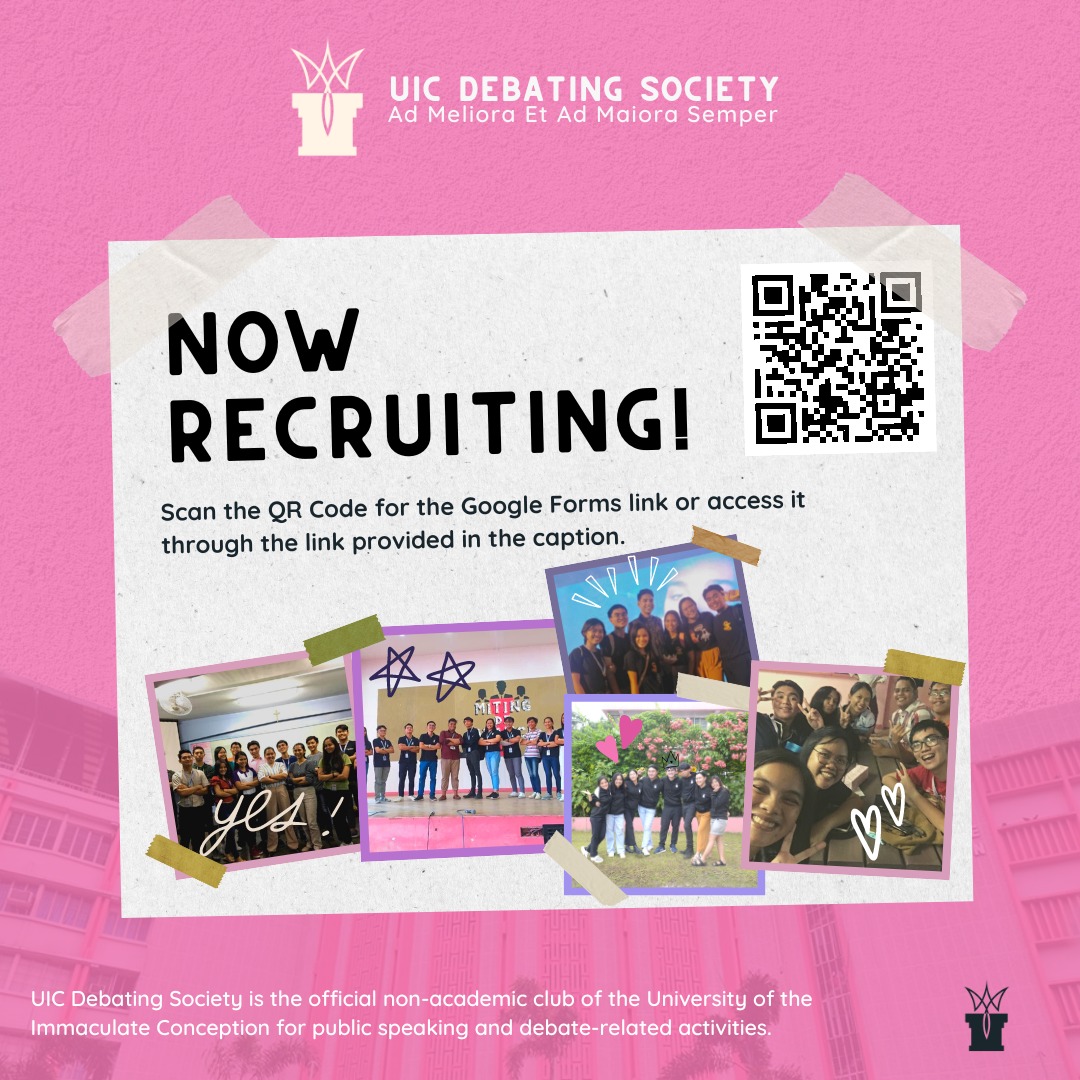 UIC DEBATING SOCIETY
Ad Meliora Et Ad Maiora Semper
NOW
RECRUITING!
Scan the QR Code for the Google Forms link or access it
through the link provided in the caption.
MITING
yes!
UIC Debating Society is the official non-academic club of the University of the
Immaculate Conception for public speaking and debate-related activities.